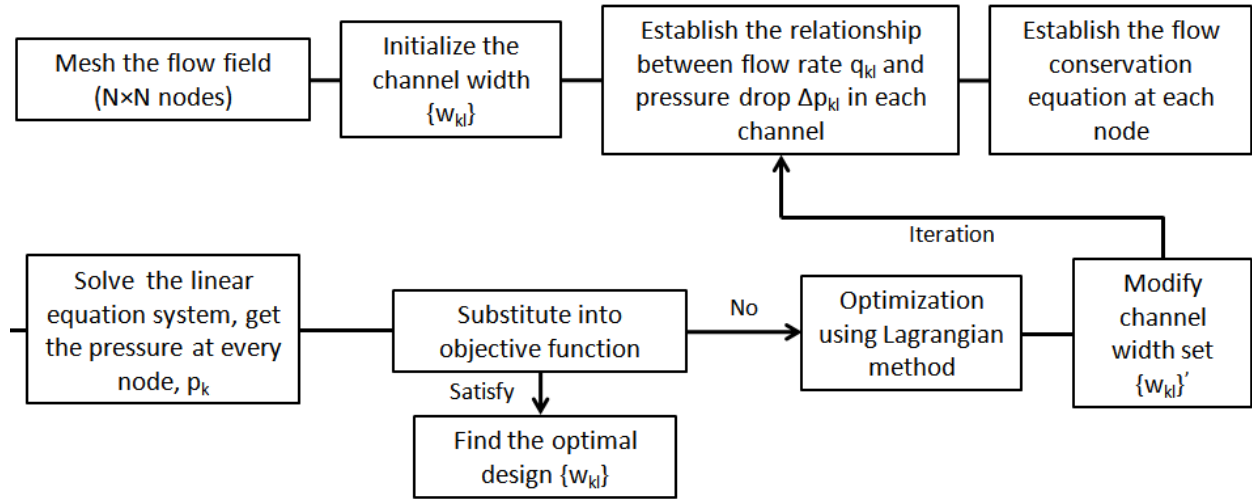 Mesh the flow field
(N×N nodes)
Initialize the
channel width
{wkl}
Establish the relationship
between flow rate qkl and
pressure drop Δpkl in each
channel
Establish the flow
conservation
equation at each
node
Iteration
Solve the linear
equation system, get
the pressure at every
node, pk
Substitute into
objective function
No
Optimization
using Lagrangian
method
Modify
channel
width set
{wkl}′
Satisfy
Find the optimal
design {wkl}